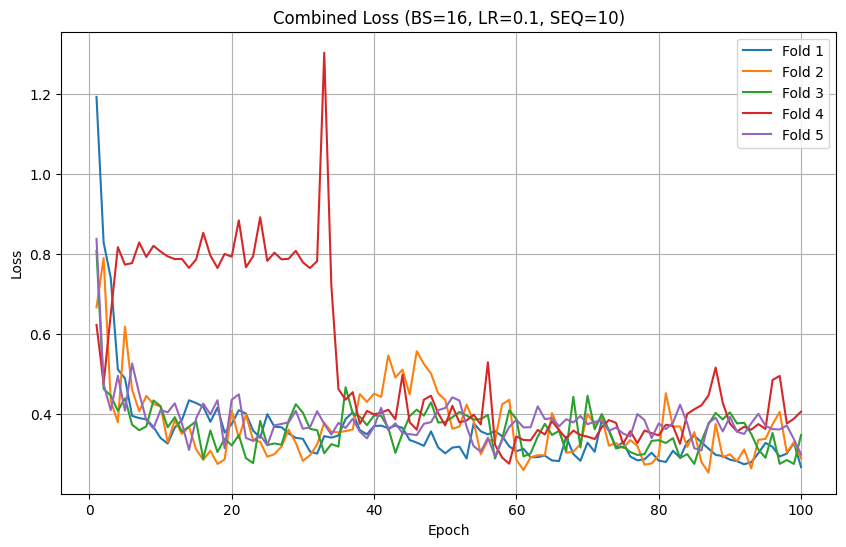 Combined Loss (BS=16, LR=0.1, SEQ=10)
Fold 1
Fold 2
Fold 3
Fold 4
Fold 5
Loss
1.2
1.0
0.8
0.6
0.4
0
20
40
60
80
100
Epoch